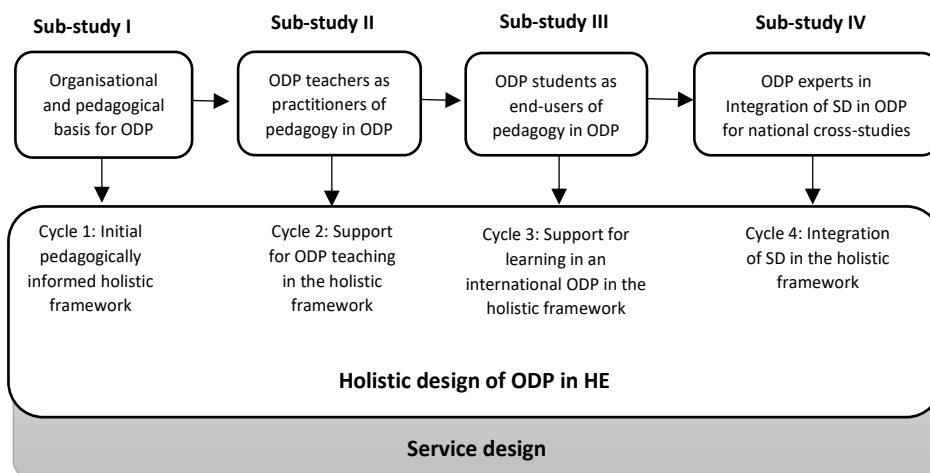 Sub-study I
Sub-study II
Sub-study III
Sub-study IV
Organisational
and pedagogical
basis for ODP
ODP teachers as
practitioners of
pedagogy in ODP
ODP students as
end-users of
pedagogy in ODP
ODP experts in
Integration of SD in ODP
for national cross-studies
Cycle 1: Initial
pedagogically
informed holistic
framework
Cycle 2: Support
for ODP teaching
in the holistic
framework
Cycle 3: Support for
learning in an
international ODP in the
holistic framework
Cycle 4: Integration
of SD in the holistic
framework
Holistic design of ODP in HE
Service design